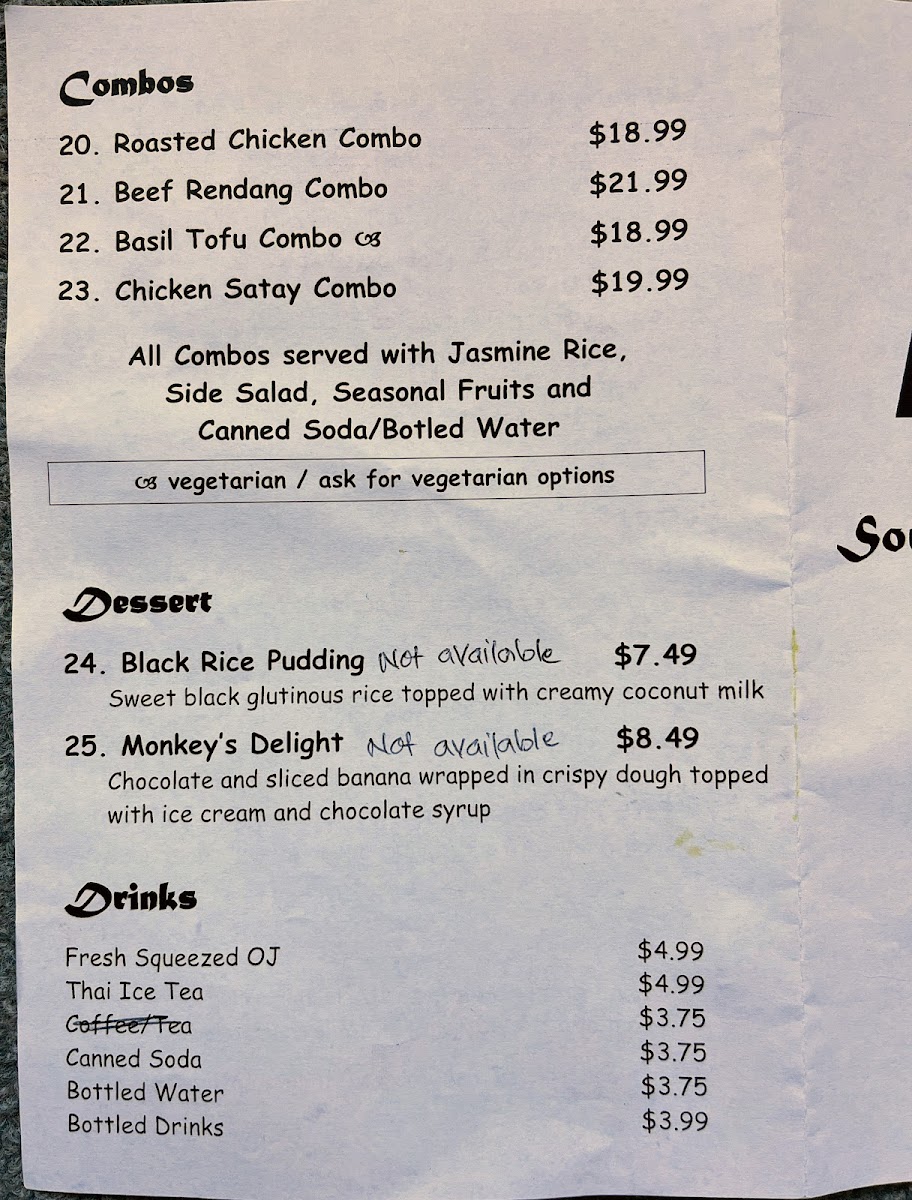 Combos
20. Roasted Chicken Combo $18.99
21. Beef Rendang Combo $21.99
22. Basil Tofu Combo $18.99
23. Chicken Satay Combo $19.99
All Combos served with Jasmine Rice,
Side Salad, Seasonal Fruits and
Canned Soda/Botled Water
vegetarian / ask for vegetarian options
Dessert
24. Black Rice Pudding Not available $7.49
Sweet black glutinous rice topped with creamy coconut milk
25. Monkey's Delight Not available $8.49
Chocolate and sliced banana wrapped in crispy dough topped
with ice cream and chocolate syrup
Drinks
Fresh Squeezed OJ $4.99
Thai Ice Tea $4.99
Coffee/Tea $3.75
Canned Soda $3.75
Bottled Water $3.75
Bottled Drinks $3.99